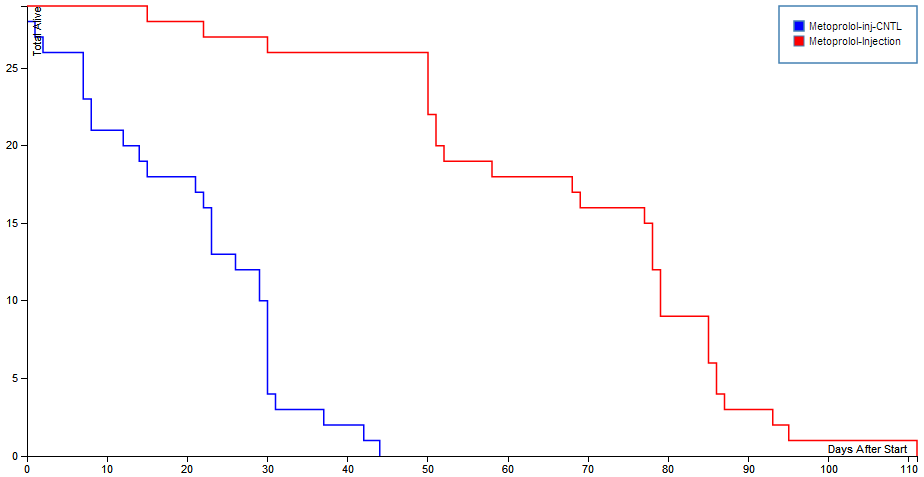 Total Alive
Metoprolol-inj-CNTL
Metoprolol-Injection
25
20
15
10
5
0
Days After Start
0 10 20 30 40 50 60 70 80 90 100 110